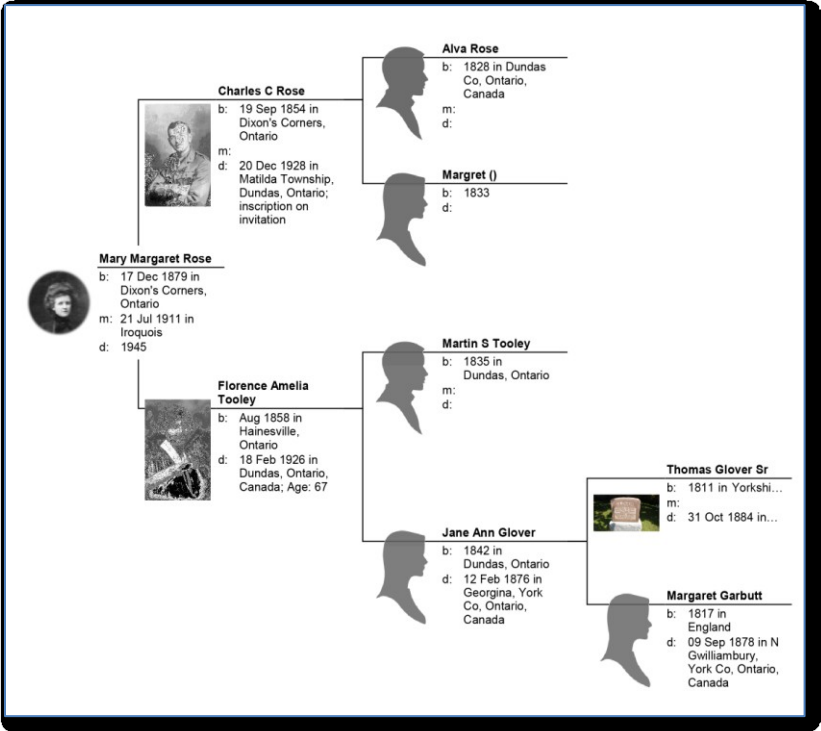 Alva Rose
b: 1828 in Dundas
Co, Ontario,
Canada
m:
d:
Charles C Rose
b: 19 Sep 1854 in
Dixon's Corners,
Ontario
m:
d: 20 Dec 1928 in
Matilda Township,
Dundas, Ontario;
inscription on
invitation
Margret ()
b: 1833
d:
Mary Margaret Rose
b: 17 Dec 1879 in
Dixon's Corners,
Ontario
m: 21 Jul 1911 in
Iroquois
d: 1945
Martin S Tooley
b: 1835 in
Dundas, Ontario
m:
d:
Florence Amelia
Tooley
b: Aug 1858 in
Hainesville,
Ontario
d: 18 Feb 1926 in
Dundas, Ontario,
Canada; Age: 67
Thomas Glover Sr
b: 1811 in Yorkshi...
m:
d: 31 Oct 1884 in...
Jane Ann Glover
b: 1842 in
Dundas, Ontario
d: 12 Feb 1876 in
Georgina, York
Co, Ontario,
Canada
Margaret Garbutt
b: 1817 in
England
d: 09 Sep 1878 in N
Gwilliambury,
York Co, Ontario,
Canada